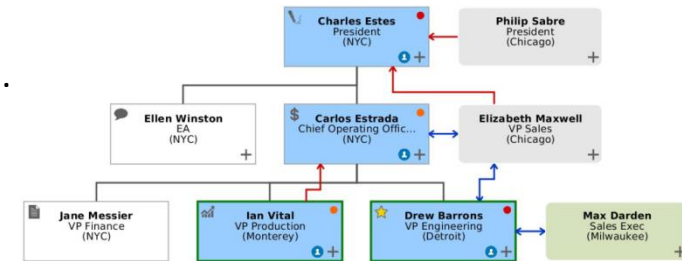 Charles Estes
President
(NYC)
Philip Sabre
President
(Chicago)
Ellen Winston
EA
(NYC)
$
Carlos Estrada
Chief Operating Offic...
(NYC)
Elizabeth Maxwell
VP Sales
(Chicago)
Jane Messier
VP Finance
(NYC)
Ian Vital
VP Production
(Monterey)
Drew Barrons
VP Engineering
(Detroit)
Max Darden
Sales Exec
(Milwaukee)